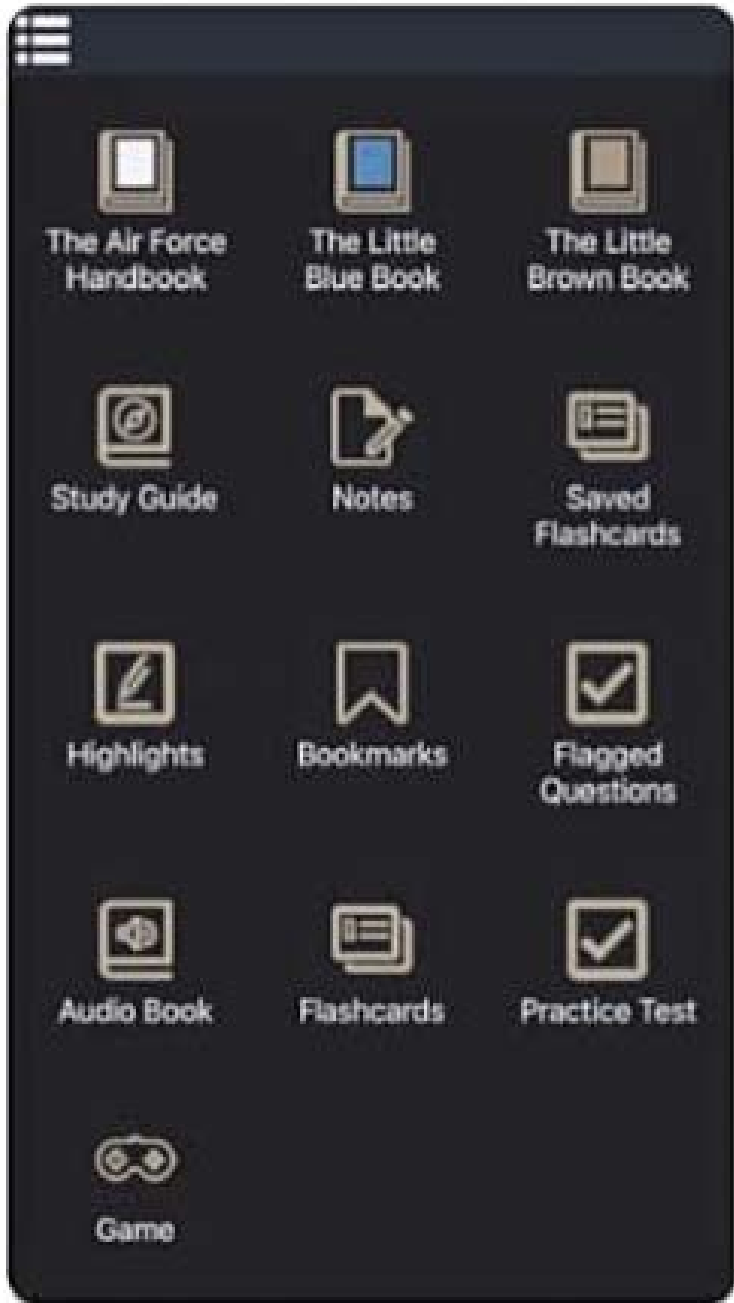 The Air Force
Handbook
The Little
Blue Book
The Little
Brown Book
Study Guide
Notes
Saved
Flashcards
Highlights
Bookmarks
Flagged
Questions
Audio Book
Flashcards
Practice Test
Game